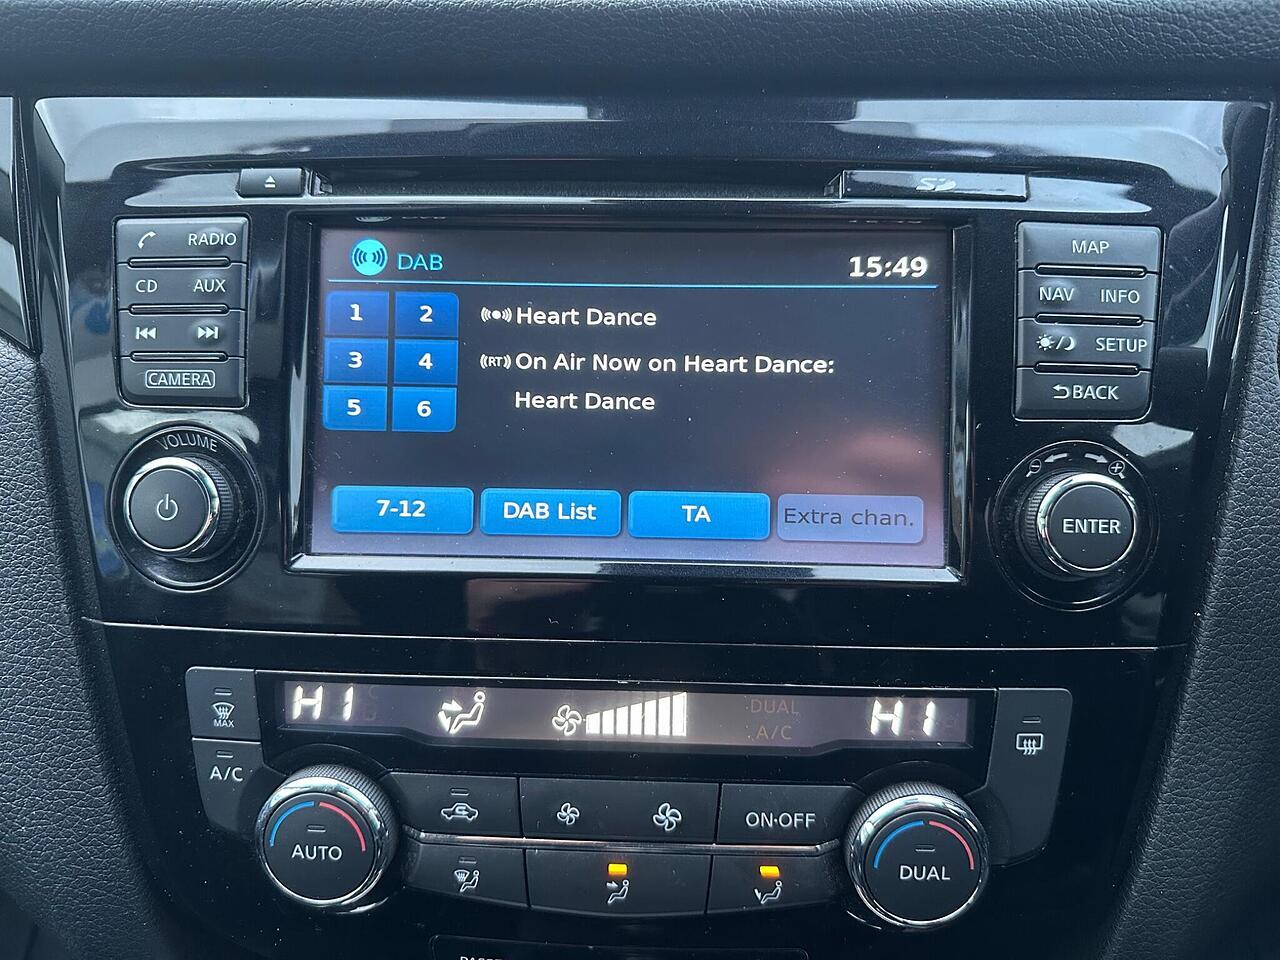 RADIO
CD AUX
CAMERA
VOLUME
DAB 15:49
1 2
3 4
5 6
Heart Dance
(RT) On Air Now on Heart Dance:
Heart Dance
7-12 DAB List TA Extra chan.
MAP
NAV INFO
SETUP
BACK
ENTER
HI DUAL HI
A/C
MAX
A/C
AUTO
ON·OFF
DUAL